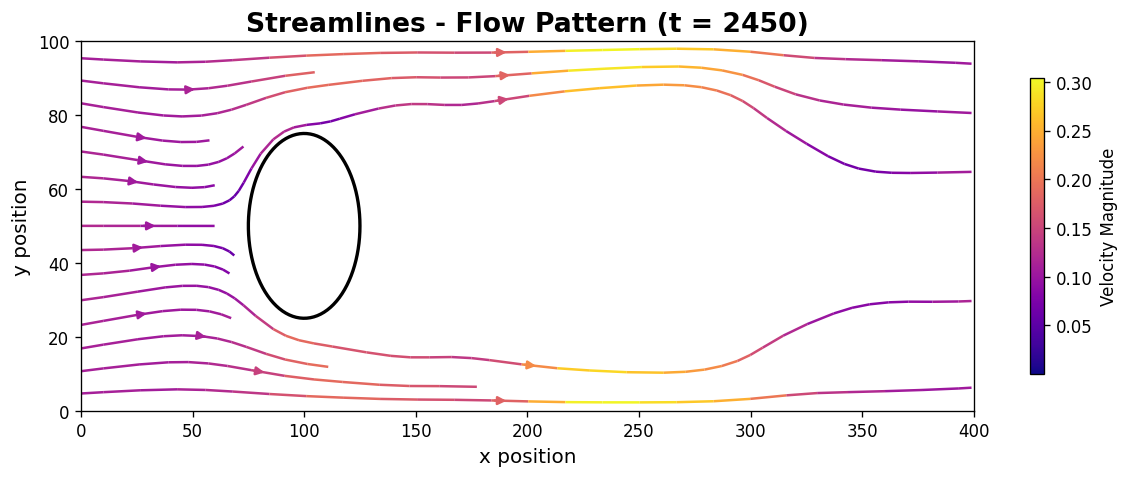 Streamlines - Flow Pattern (t = 2450)
100
80
60
40
20
0
y position
0 50 100 150 200 250 300 350 400
x position
0.30
0.25
0.20
0.15
0.10
0.05
Velocity Magnitude